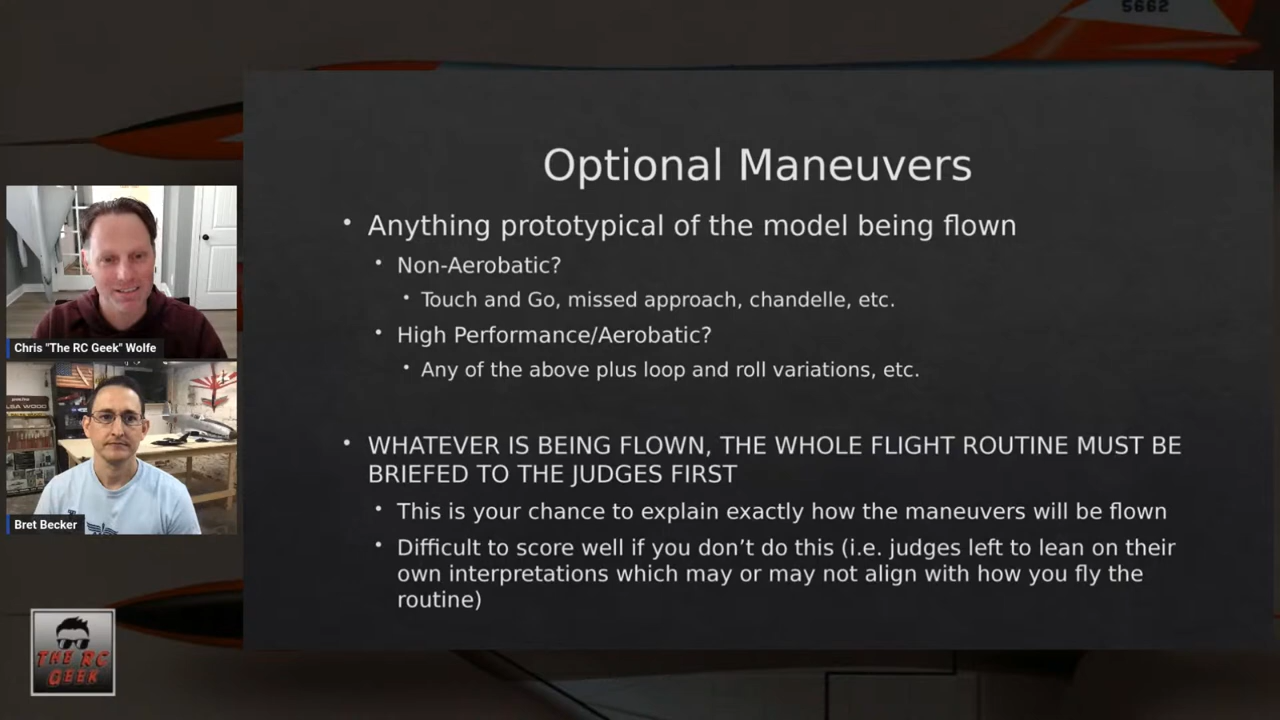 5662
Optional Maneuvers
• Anything prototypical of the model being flown
• Non-Aerobatic?
• Touch and Go, missed approach, chandelle, etc.
• High Performance/Aerobatic?
• Any of the above plus loop and roll variations, etc.
• WHATEVER IS BEING FLOWN, THE WHOLE FLIGHT ROUTINE MUST BE
BRIEFED TO THE JUDGES FIRST
• This is your chance to explain exactly how the maneuvers will be flown
• Difficult to score well if you don’t do this (i.e. judges left to lean on their
own interpretations which may or may not align with how you fly the
routine)
Chris "The RC Geek" Wolfe
LSA WOOD
Bret Becker
THE RC
GEEK